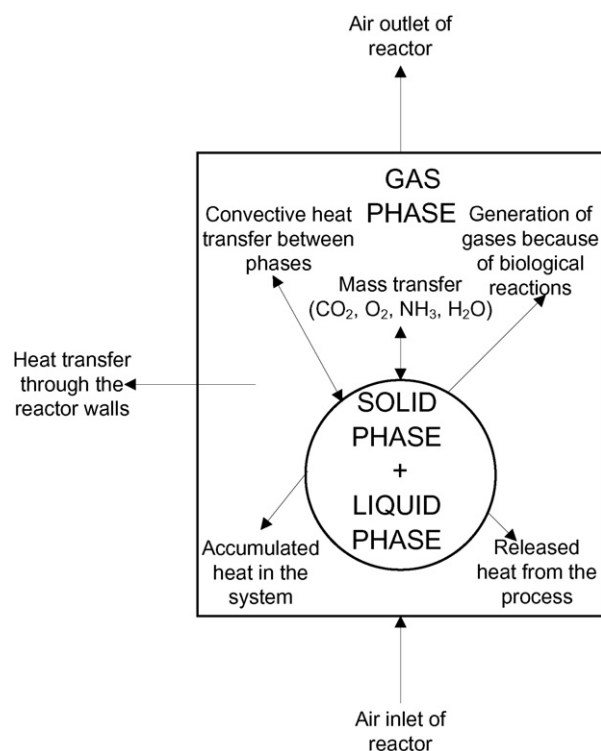 Air outlet of
reactor
GAS
PHASE
Convective heat
transfer between
phases
Generation of
gases because
of biological
reactions
Mass transfer
(CO₂, O₂, NH₃, H₂O)
Heat transfer
through the
reactor walls
SOLID
PHASE
+
LIQUID
PHASE
Accumulated
heat in the
system
Released
heat from the
process
Air inlet of
reactor